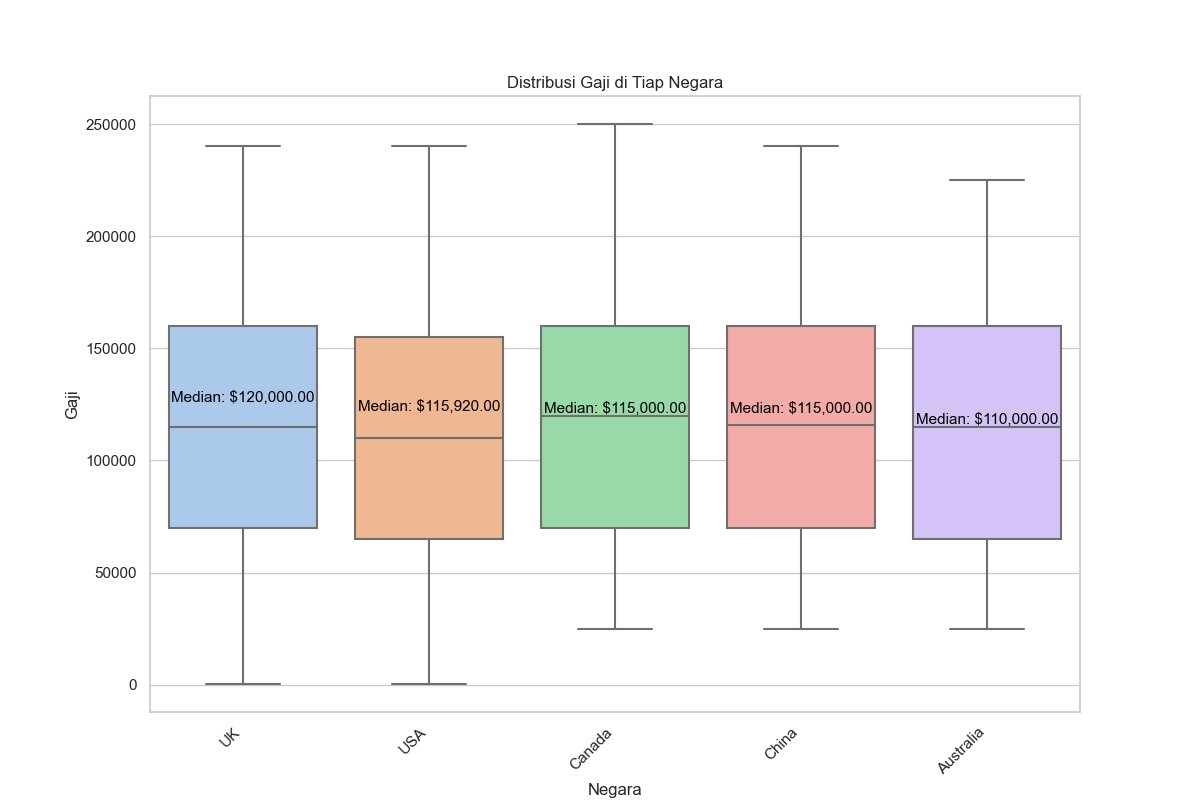 Distribusi Gaji di Tiap Negara
250000
200000
150000
100000
50000
0
Gaji
Median: $120,000.00
Median: $115,920.00
Median: $115,000.00
Median: $115,000.00
Median: $110,000.00
UK
USA
Canada
China
Australia
Negara